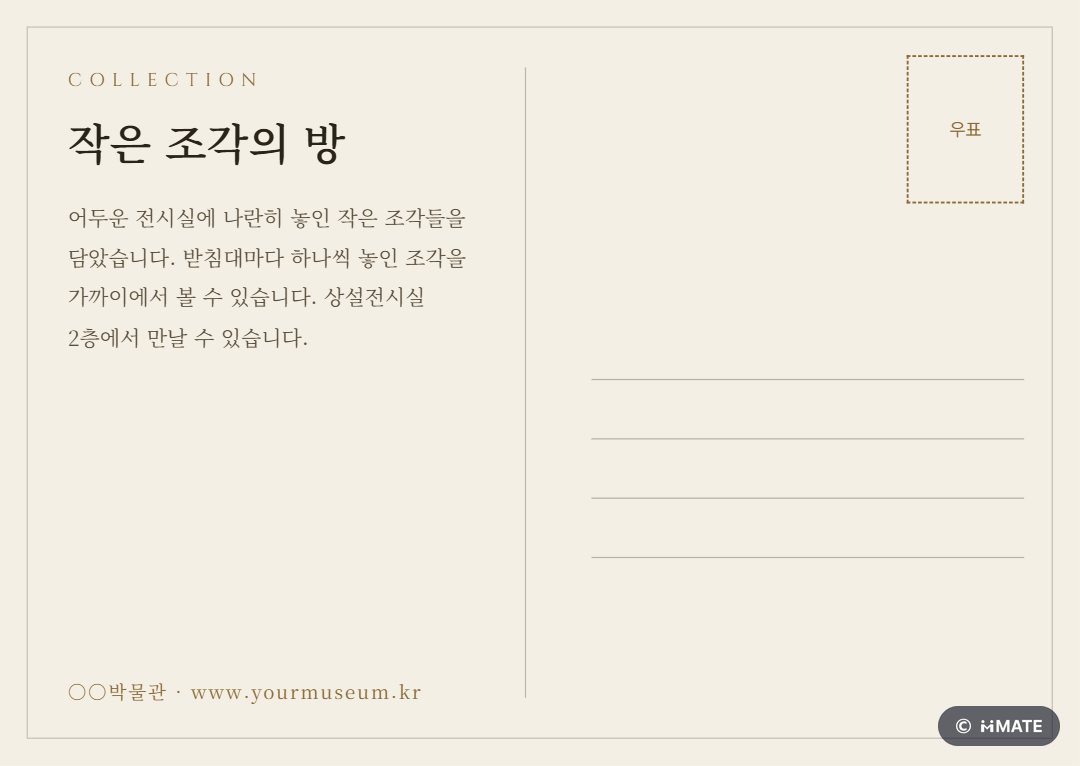 COLLECTION
작은 조각의 방
어두운 전시실에 나란히 놓인 작은 조각들을
담았습니다. 받침대마다 하나씩 놓인 조각을
가까이에서 볼 수 있습니다. 상설전시실
2층에서 만날 수 있습니다.
○○박물관 · www.yourmuseum.kr
우표
© MMATE